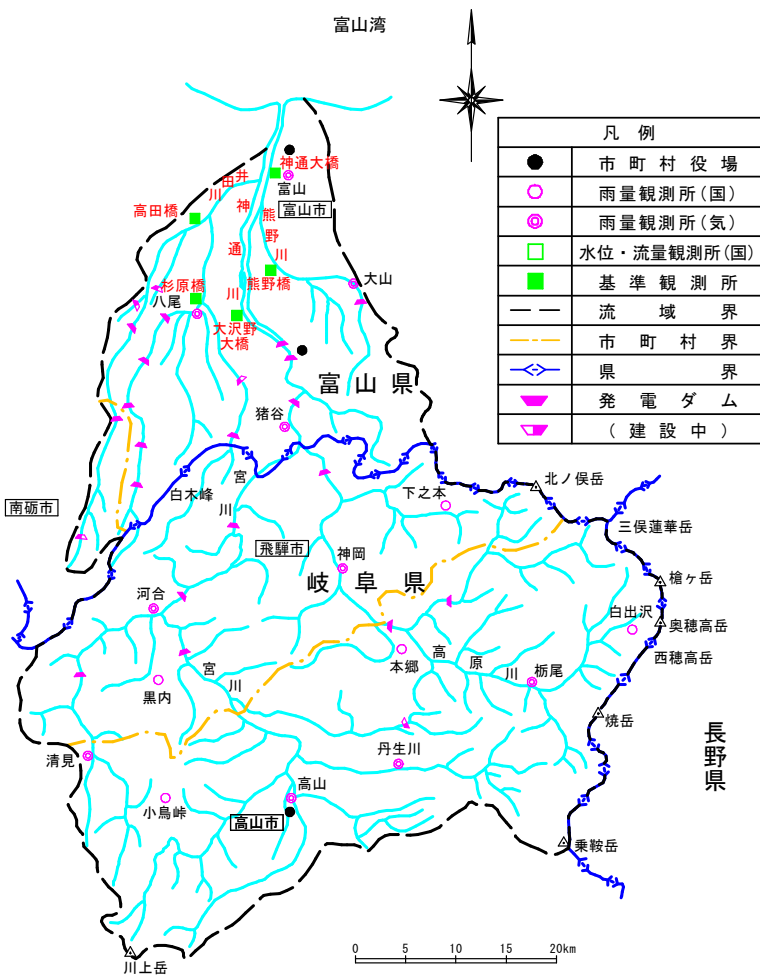 富山湾
凡例
市町村役場
雨量観測所(国)
雨量観測所(気)
水位・流量観測所(国)
基準観測所
流域界
市町村界
県界
発電ダム
(建設中)
神通大橋
富山
富山市
井田川
高田橋
神通川
熊野川
熊野橋
大山
杉原橋
八尾
大沢野
大橋
富山県
猪谷
宮川
白木峰
南砺市
下之本
北ノ俣岳
三俣蓮華岳
飛騨市
神岡
岐阜県
槍ヶ岳
河合
白出沢
奥穂高岳
西穂高岳
本郷
高原川
栃尾
宮川
黒内
焼岳
長野県
清見
丹生川
高山
小鳥峠
高山市
乗鞍岳
川上岳
0 5 10 15 20km